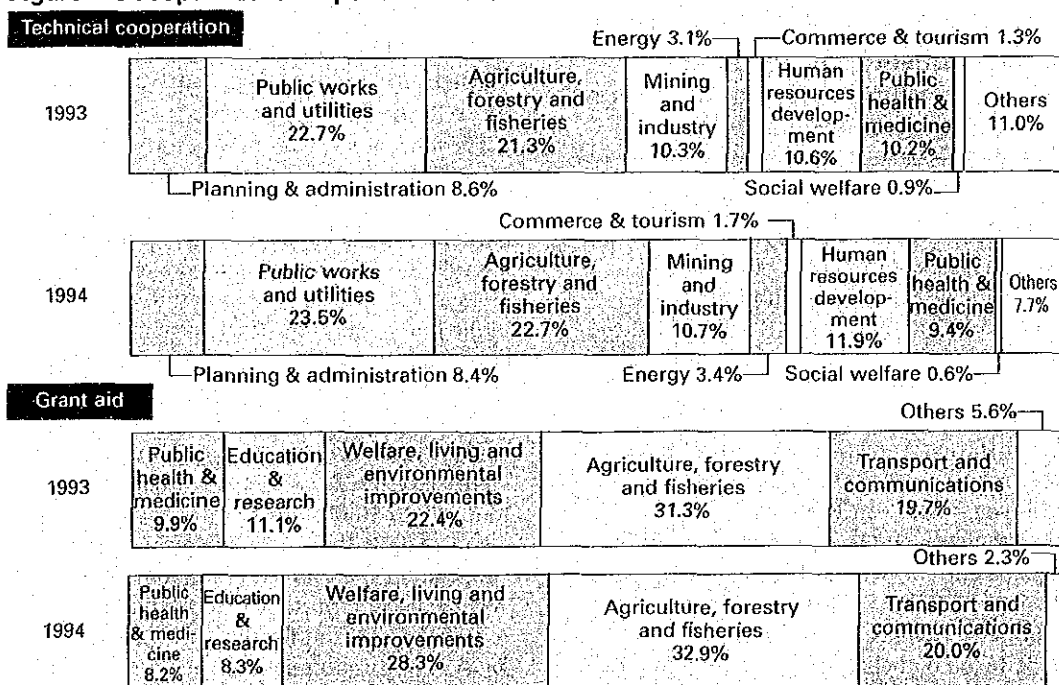 Technical cooperation
Energy 3.1%
Commerce & tourism 1.3%
1993
Public works
and utilities
22.7%
Agriculture,
forestry and
fisheries
21.3%
Mining
and
industry
10.3%
Human
resources
develop-
ment
10.6%
Public
health &
medicine
10.2%
Others
11.0%
Planning & administration 8.6%
Social welfare 0.9%
Commerce & tourism 1.7%
1994
Public works
and utilities
23.5%
Agriculture,
forestry and
fisheries
22.7%
Mining
and
industry
10.7%
Human
resources
develop-
ment
11.9%
Public
health &
medicine
9.4%
Others
7.7%
Planning & administration 8.4%
Energy 3.4%
Social welfare 0.6%
Grant aid
Others 5.6%
1993
Public
health &
medicine
9.9%
Education
&
research
11.1%
Welfare, living and
environmental
improvements
22.4%
Agriculture, forestry
and fisheries
31.3%
Transport and
communications
19.7%
Others 2.3%
1994
Public
health
& medi-
cine
8.2%
Education
&
research
8.3%
Welfare, living and
environmental
improvements
28.3%
Agriculture, forestry
and fisheries
32.9%
Transport and
communications
20.0%